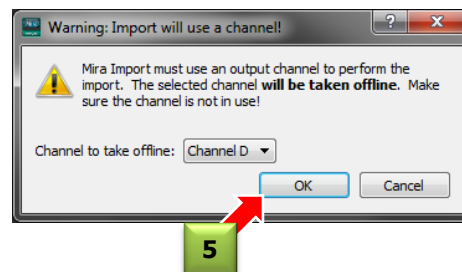 Warning: Import will use a channel!
Mira Import must use an output channel to perform the
import. The selected channel will be taken offline. Make
sure the channel is not in use!
Channel to take offline: Channel D
OK Cancel
5